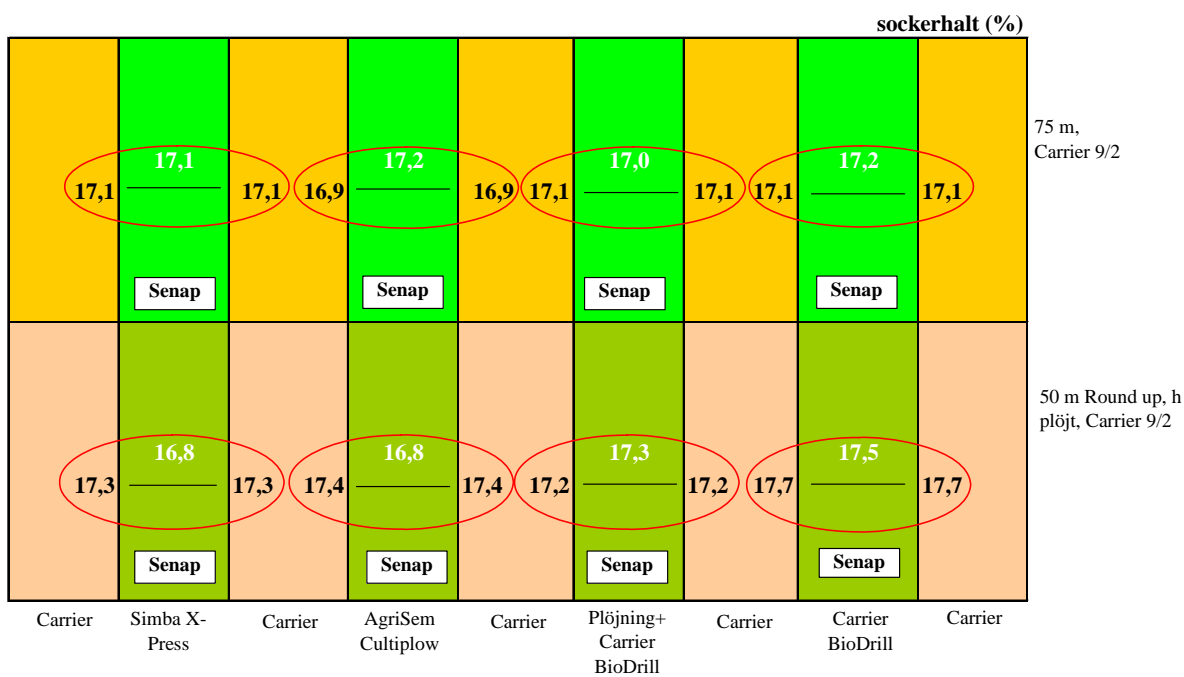 sockerhalt (%)
75 m,
Carrier 9/2
17,1 17,2 17,0 17,2
17,1 17,1 16,9 16,9 17,1 17,1 17,1 17,1
Senap Senap Senap Senap
50 m Round up, h
plöjt, Carrier 9/2
16,8 16,8 17,3 17,5
17,3 17,3 17,4 17,4 17,2 17,2 17,7 17,7
Senap Senap Senap Senap
Carrier Simba X- Carrier AgriSem Carrier Plöjning+ Carrier Carrier Carrier
Press Cultiplow Carrier BioDrill
BioDrill